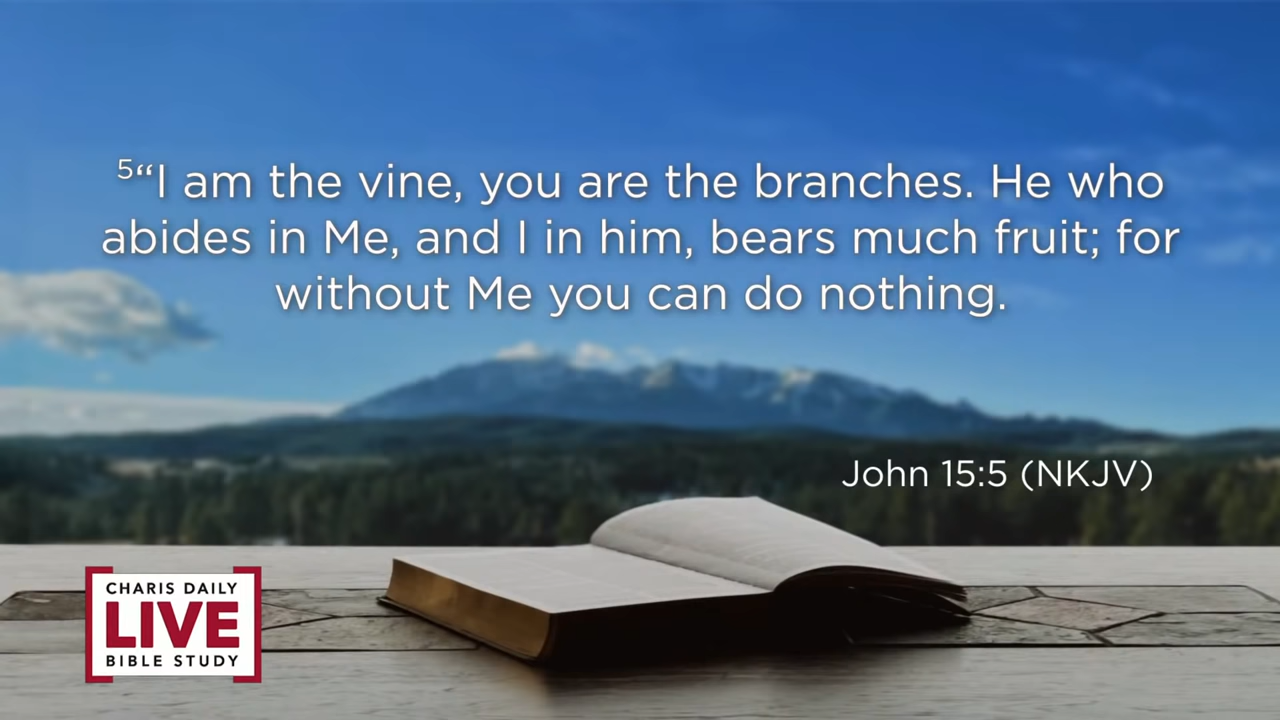 ⁵“I am the vine, you are the branches. He who
abides in Me, and I in him, bears much fruit; for
without Me you can do nothing.
John 15:5 (NKJV)
CHARIS DAILY
LIVE
BIBLE STUDY